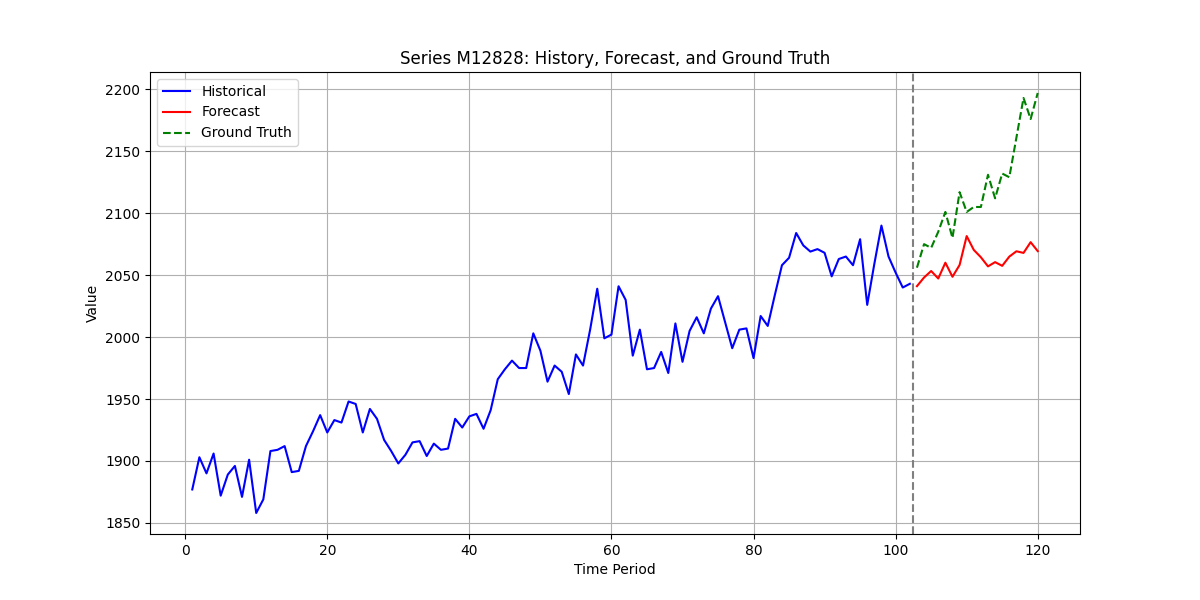 Series M12828: History, Forecast, and Ground Truth
Historical
Forecast
Ground Truth
2200
2150
2100
2050
2000
1950
1900
1850
0 20 40 60 80 100 120
Value
Time Period